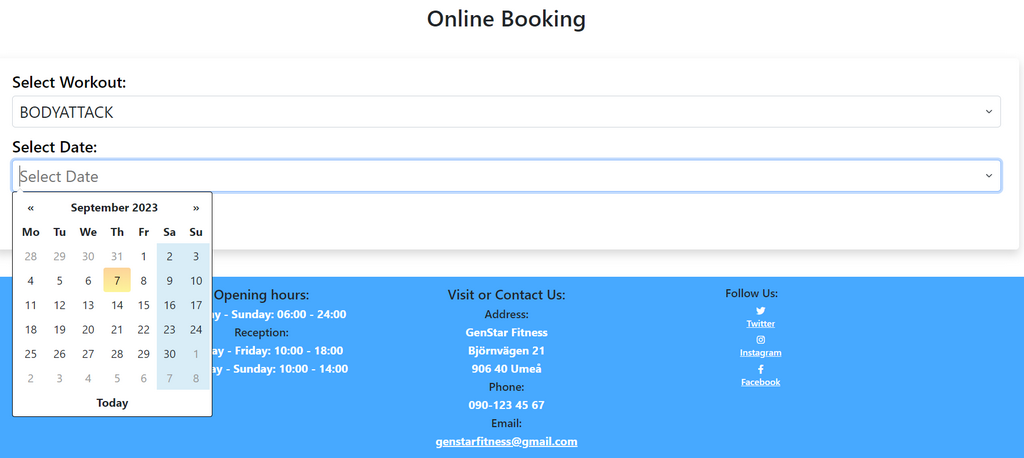 Online Booking
Select Workout:
BODYATTACK
Select Date:
Select Date
« September 2023 »
Mo Tu We Th Fr Sa Su
28 29 30 31 1 2 3
4 5 6 7 8 9 10
11 12 13 14 15 16 17
18 19 20 21 22 23 24
25 26 27 28 29 30 1
2 3 4 5 6 7 8
Today
Opening hours:
ay - Sunday: 06:00 - 24:00
Reception:
ay - Friday: 10:00 - 18:00
ay - Sunday: 10:00 - 14:00
Visit or Contact Us:
Address:
GenStar Fitness
Björnvägen 21
906 40 Umeå
Phone:
090-123 45 67
Email:
genstarfitness@gmail.com
Follow Us:
Twitter
Instagram
Facebook